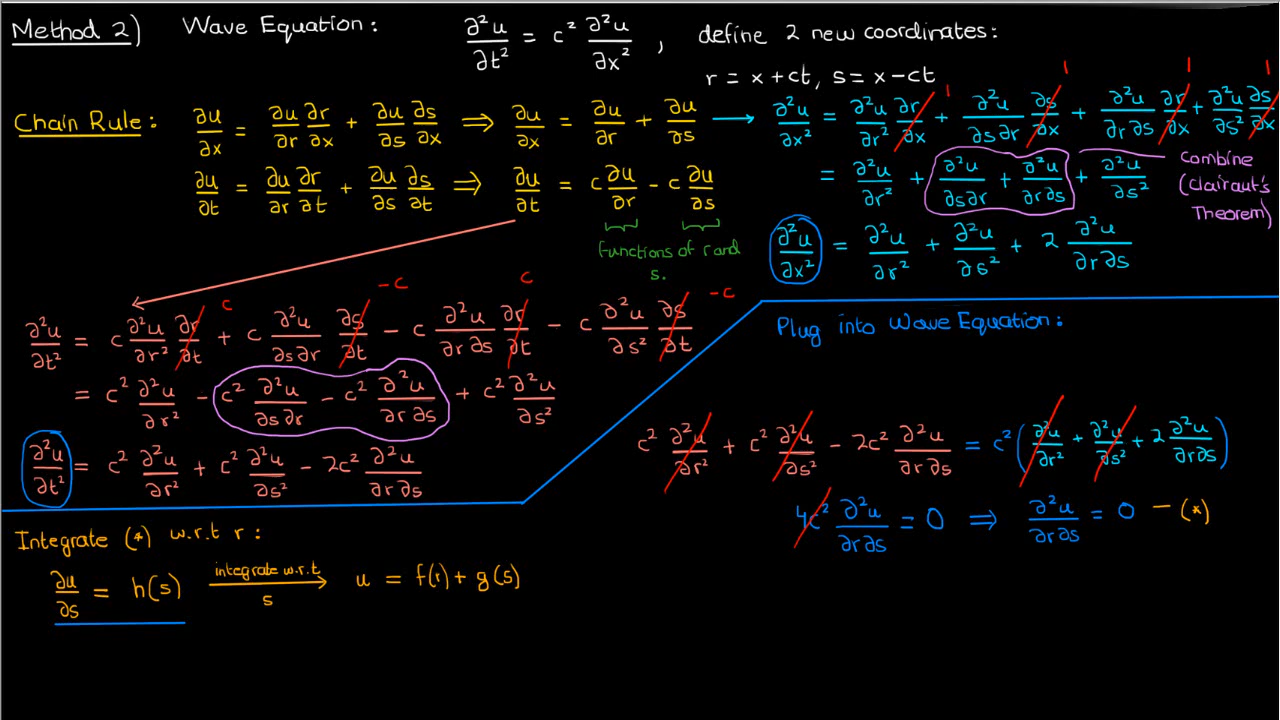 Method 2) Wave Equation: ∂²u/∂t² = c² ∂²u/∂x² , define 2 new coordinates:
r = x + ct, s = x - ct
Chain Rule: ∂u/∂x = ∂u/∂r ∂r/∂x + ∂u/∂s ∂s/∂x ⟹ ∂u/∂x = ∂u/∂r + ∂u/∂s ⟶
∂u/∂t = ∂u/∂r ∂r/∂t + ∂u/∂s ∂s/∂t ⟹ ∂u/∂t = c ∂u/∂r - c ∂u/∂s
functions of r and
s.
1 1 1 1
∂²u/∂x² = ∂²u/∂r² ∂r/∂x + ∂²u/∂s∂r ∂s/∂x + ∂²u/∂r∂s ∂r/∂x + ∂²u/∂s² ∂s/∂x
= ∂²u/∂r² + ∂²u/∂s∂r + ∂²u/∂r∂s + ∂²u/∂s²
combine
(Clairaut's
Theorem)
∂²u/∂x² = ∂²u/∂r² + ∂²u/∂s² + 2 ∂²u/∂r∂s
c -c c -c
∂²u/∂t² = c ∂²u/∂r² ∂r/∂t + c ∂²u/∂s∂r ∂s/∂t - c ∂²u/∂r∂s ∂r/∂t - c ∂²u/∂s² ∂s/∂t
= c² ∂²u/∂r² - c² ∂²u/∂s∂r - c² ∂²u/∂r∂s + c² ∂²u/∂s²
∂²u/∂t² = c² ∂²u/∂r² + c² ∂²u/∂s² - 2c² ∂²u/∂r∂s
Plug into Wave Equation:
c² ∂²u/∂r² + c² ∂²u/∂s² - 2c² ∂²u/∂r∂s = c² (∂²u/∂r² + ∂²u/∂s² + 2 ∂²u/∂r∂s)
4c² ∂²u/∂r∂s = 0 ⟹ ∂²u/∂r∂s = 0 - (*)
Integrate (*) w.r.t r:
∂u/∂s = h(s) integrate w.r.t s ⟶ u = f(r) + g(s)